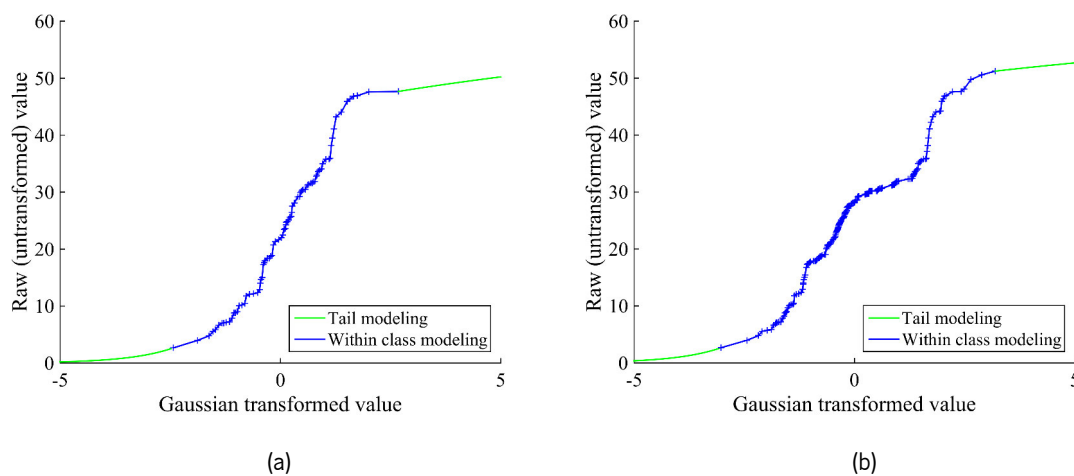 60
50
40
30
20
10
0
Raw (untransformed) value
Tail modeling
Within class modeling
-5
0
5
Gaussian transformed value
(a)
60
50
40
30
20
10
0
Raw (untransformed) value
Tail modeling
Within class modeling
-5
0
5
Gaussian transformed value
(b)